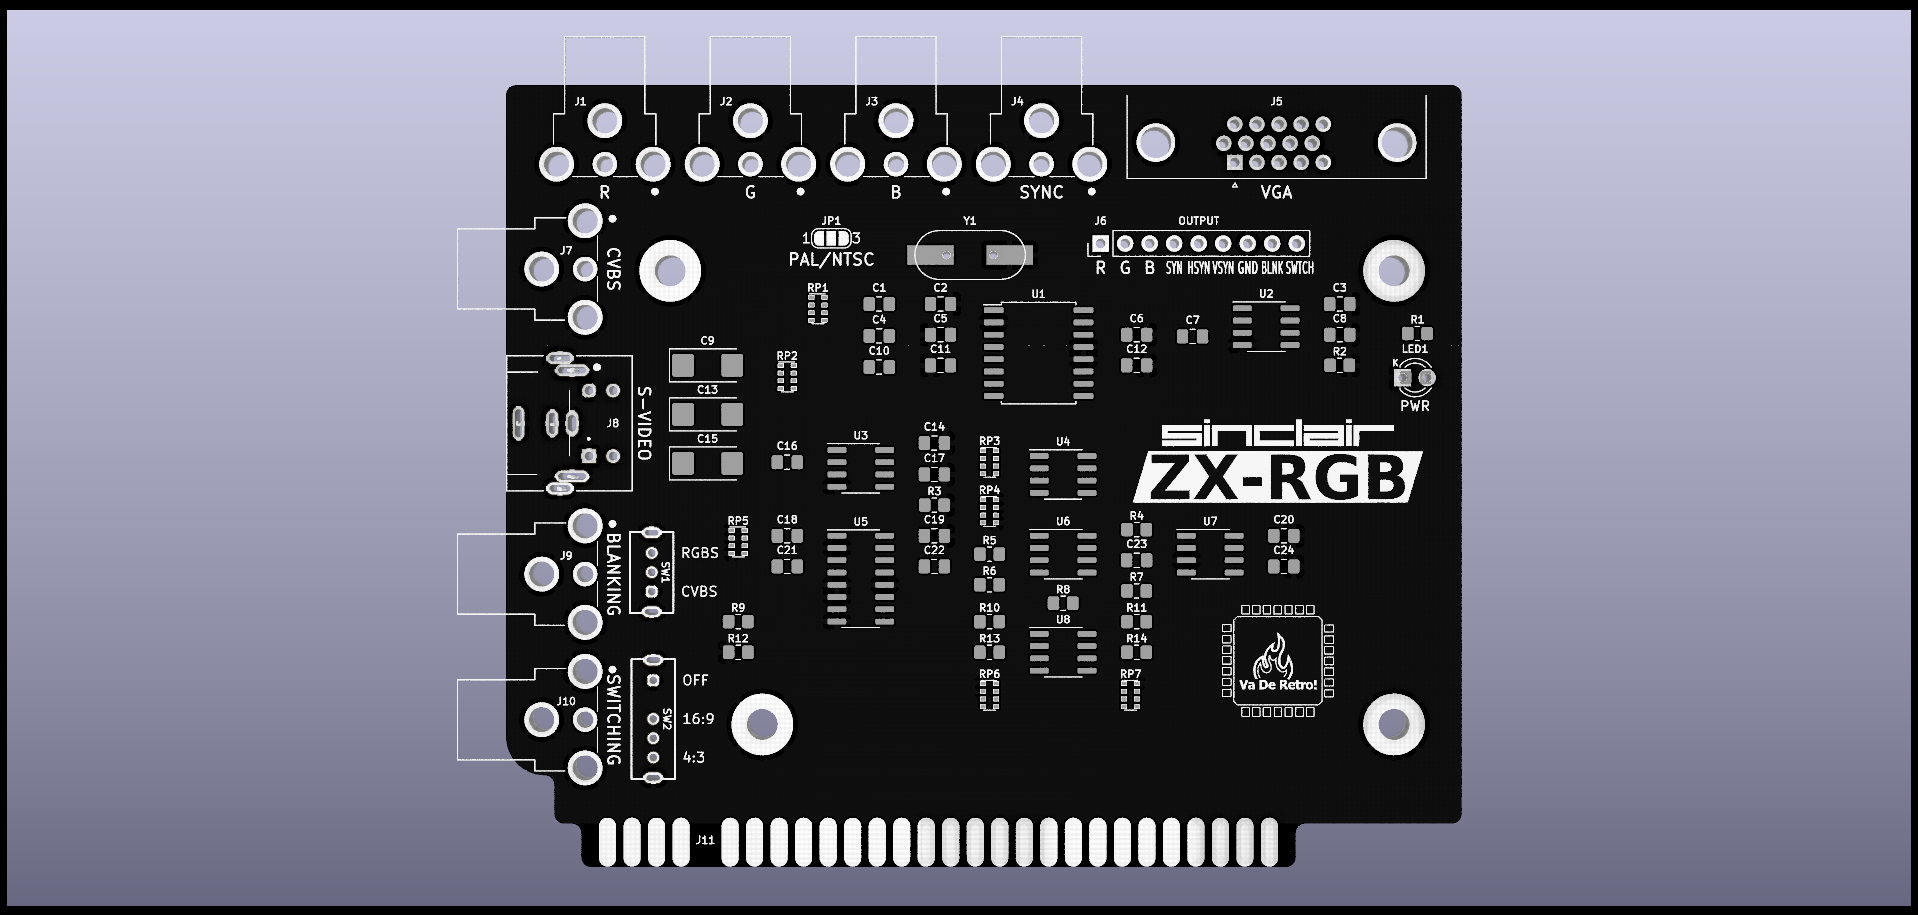 J1 J2 J3 J4 J5
R G B SYNC VGA
J7 CVBS
JP1
1 3
PAL/NTSC
Y1
J6 OUTPUT
R G B SYN HSYN VSYN GND BLNK SWTCH
RP1 C1 C2 U1 U2 C3
C4 C5 C6 C7 C8 R1
C9 RP2 C10 C11 C12 R2 LED1
K
PWR
C13
J8 S-VIDEO
C15 C16 U3 C14 RP3 U4
C17
sinclair
ZX-RGB
R3 RP4
RP5 C18 U5 C19 U6 R4 U7 C20
J9 BLANKING
SW1
RGBS
CVBS
C21 C22 R5 C23 C24
R6 R7
R8
R9 R10 R11
U8
R12 R13 R14
J10 SWITCHING
SW2
OFF
16:9
4:3
RP6 RP7
Va De Retro!
J11